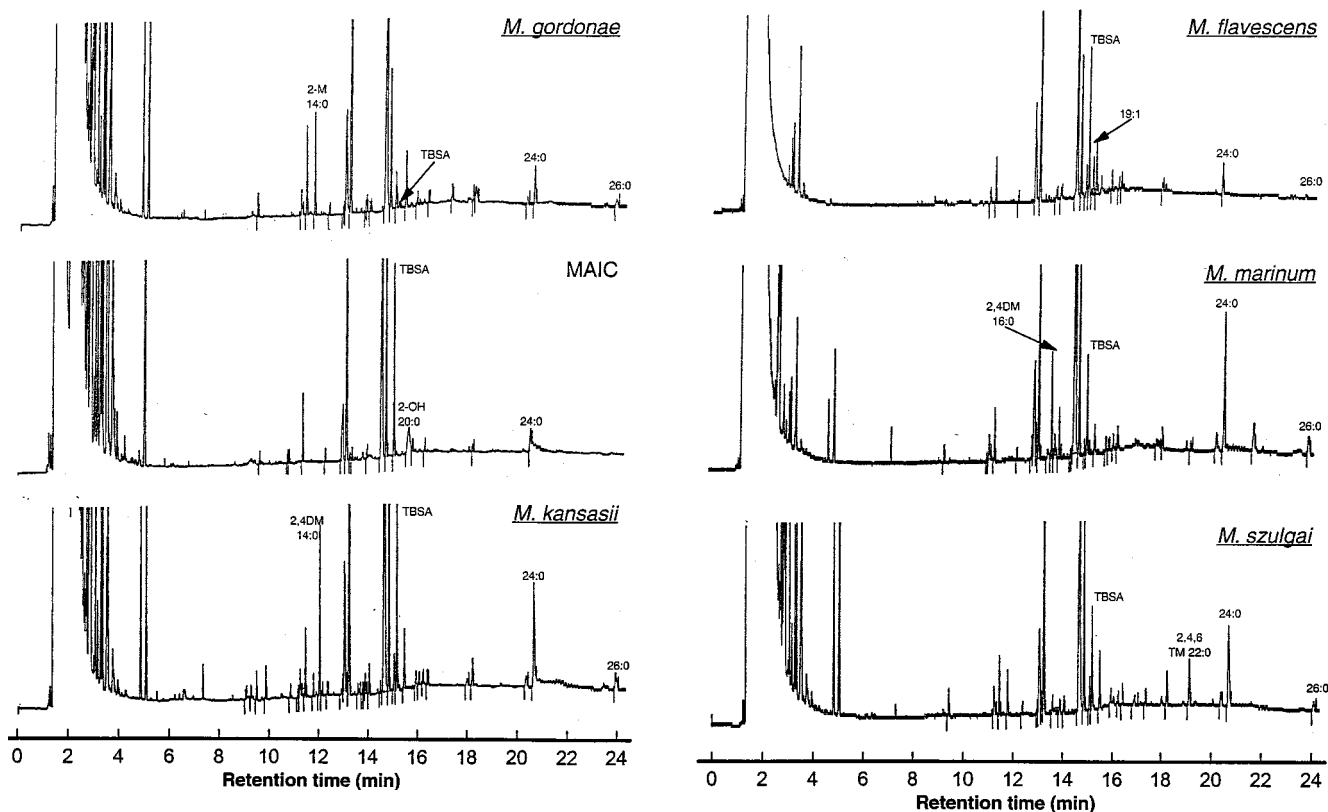 M. gordonae
2-M
14:0
TBSA
24:0
26:0
MAIC
TBSA
2-OH
20:0
24:0
M. kansasii
2,4DM
14:0
TBSA
24:0
26:0
0 2 4 6 8 10 12 14 16 18 20 22 24
Retention time (min)
M. flavescens
TBSA
19:1
24:0
26:0
M. marinum
2,4DM
16:0
TBSA
24:0
26:0
M. szulgai
TBSA
2,4,6
TM 22:0
24:0
26:0
0 2 4 6 8 10 12 14 16 18 20 22 24
Retention time (min)